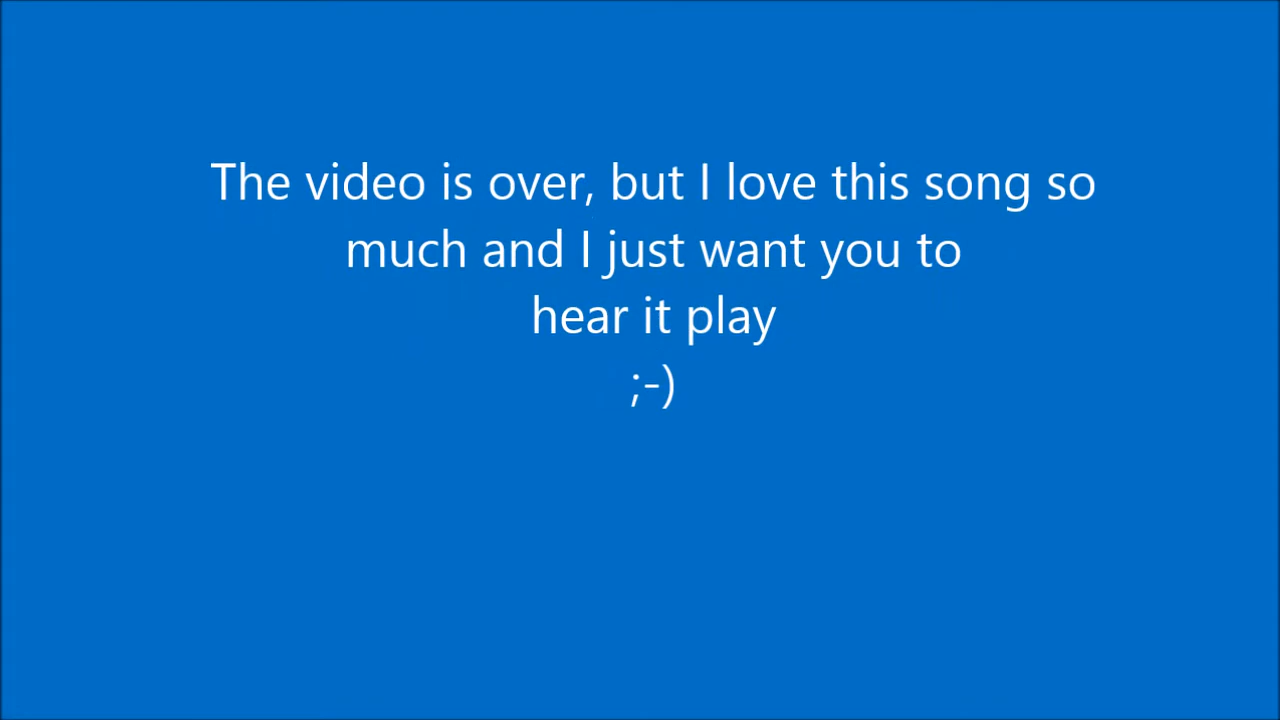 The video is over, but I love this song so
much and I just want you to
hear it play
;-)